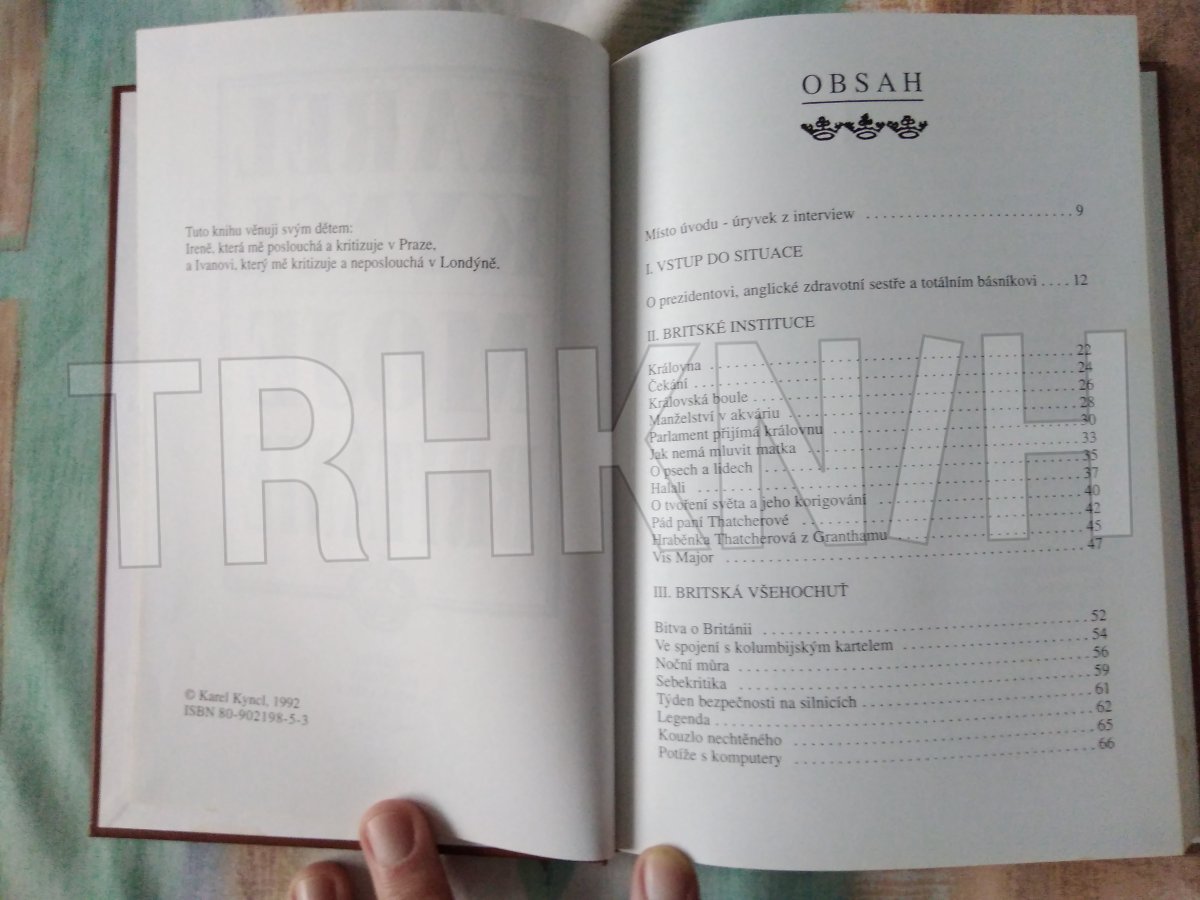 Tuto knihu věnuji svým dětem:
Ireně, která mě poslouchá a kritizuje v Praze,
a Ivanovi, který mě kritizuje a neposlouchá v Londýně.
© Karel Kyncl, 1992
ISBN 80-902198-5-3
OBSAH
Místo úvodu - úryvek z interview . . . . . . . . . . . . . . . . . . . . . . . . . . 9
I. VSTUP DO SITUACE
O prezidentovi, anglické zdravotní sestře a totálním básníkovi . . . . 12
II. BRITSKÉ INSTITUCE
Královna . . . . . . . . . . 22
Čekání . . . . . . . . . . 24
Královská boule . . . . . . . . . . 26
Manželství v akváriu . . . . . . . . . . 28
Parlament přijímá královnu . . . . . . . . . . 30
Jak nemá mluvit matka . . . . . . . . . . 33
O psech a lidech . . . . . . . . . . 35
Halali . . . . . . . . . . 37
O tvoření světa a jeho korigování . . . . . . . . . . 40
Pád paní Thatcherové . . . . . . . . . . 42
Hraběnka Thatcherová z Granthamu . . . . . . . . . . 45
Vis Major . . . . . . . . . . 47
III. BRITSKÁ VŠEHOCHUŤ
Bitva o Británii . . . . . . . . . . 52
Ve spojení s kolumbijským kartelem . . . . . . . . . . 54
Noční můra . . . . . . . . . . 56
Sebekritika . . . . . . . . . . 59
Týden bezpečnosti na silnicích . . . . . . . . . . 61
Legenda . . . . . . . . . . 62
Kouzlo nechtěného . . . . . . . . . . 65
Potíže s komputery . . . . . . . . . . 66